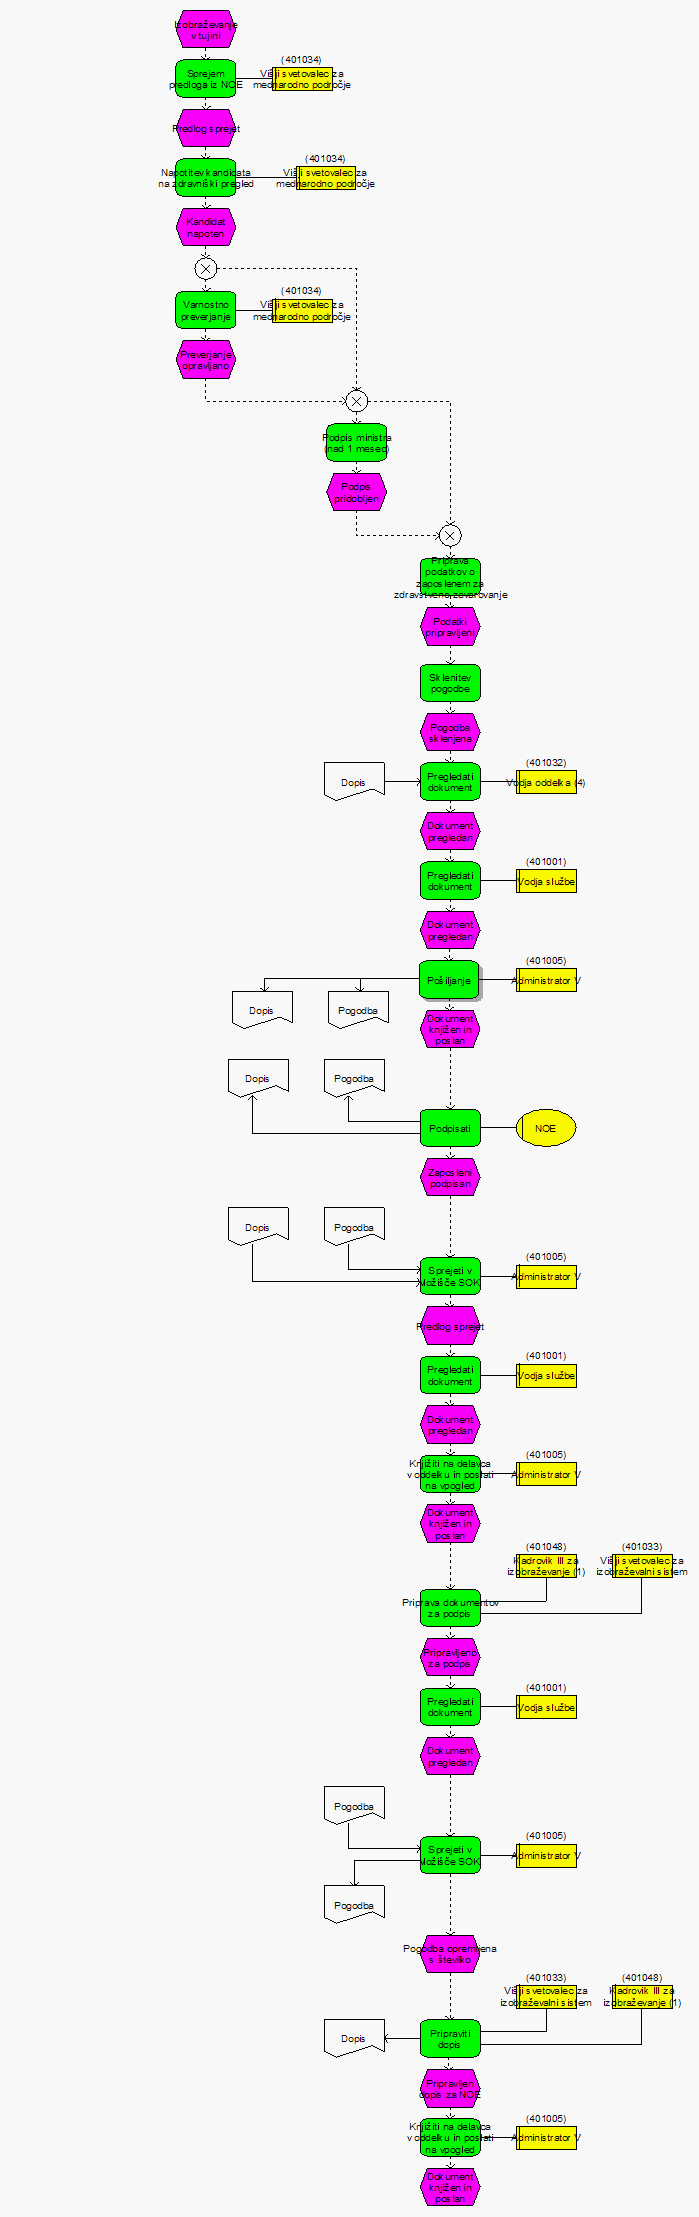 Izobraževanje
v tujini
(401034)
Sprejem
predloga iz NOE
Višji svetovalec za
mednarodno področje
Predlog sprejet
(401034)
Napotitev kandidata
na zdravniški pregled
Višji svetovalec za
mednarodno področje
Kandidat
napoten
(401034)
Varnostno
preverjanje
Višji svetovalec za
mednarodno področje
Preverjanje
opravljano
Podpis ministra
(nad 1 mesec)
Podpis
pridobljen
Priprava
podatkov o
zaposlenem za
zdravstveno zavarovanje
Podatki
pripravljeni
Sklenitev
pogodbe
Pogodba
sklenjena
(401032)
Dopis
Pregledati
dokument
Vodja oddelka (4)
Dokument
pregledan
(401001)
Pregledati
dokument
Vodja službe
Dokument
pregledan
(401005)
Pošiljanje
Administrator V
Dopis
Pogodba
Dokument
knjižen in
poslan
Dopis
Pogodba
Podpisati
NOE
Zaposleni
podpisan
Dopis
Pogodba
(401005)
Sprejeti v
vložišče SOK
Administrator V
Predlog sprejet
(401001)
Pregledati
dokument
Vodja službe
Dokument
pregledan
(401005)
Knjižiti na delavca
v oddelku in poslati
na vpogled
Administrator V
Dokument
knjižen in
poslan
(401048)
(401033)
Kadrovik III za
izobraževanje (1)
Višji svetovalec za
izobraževalni sistem
Priprava dokumentov
za podpis
Pripravljeno
za podpis
(401001)
Pregledati
dokument
Vodja službe
Dokument
pregledan
Pogodba
(401005)
Sprejeti v
vložišče SOK
Administrator V
Pogodba
Pogodba opremljena
s številko
(401033)
(401048)
Višji svetovalec za
izobraževalni sistem
Kadrovik III za
izobraževanje (1)
Dopis
Pripraviti
dopis
Pripravljen
dopis za NOE
(401005)
Knjižiti na delavca
v oddelku in poslati
na vpogled
Administrator V
Dokument
knjižen in
poslan